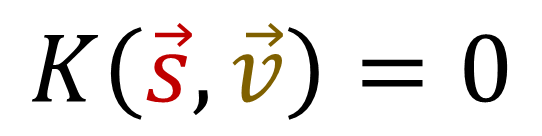 K(s⃗, v⃗) = 0